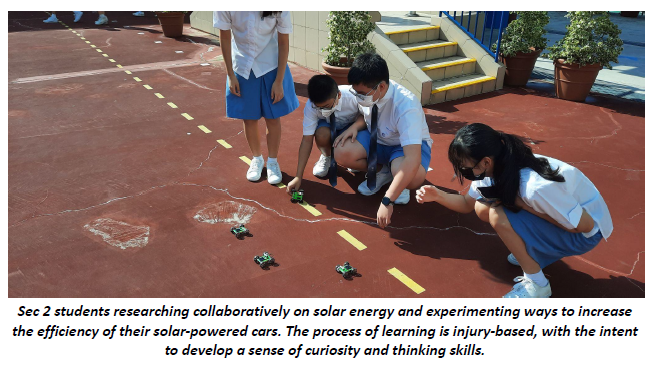 Sec 2 students researching collaboratively on solar energy and experimenting ways to increase
the efficiency of their solar-powered cars. The process of learning is injury-based, with the intent
to develop a sense of curiosity and thinking skills.